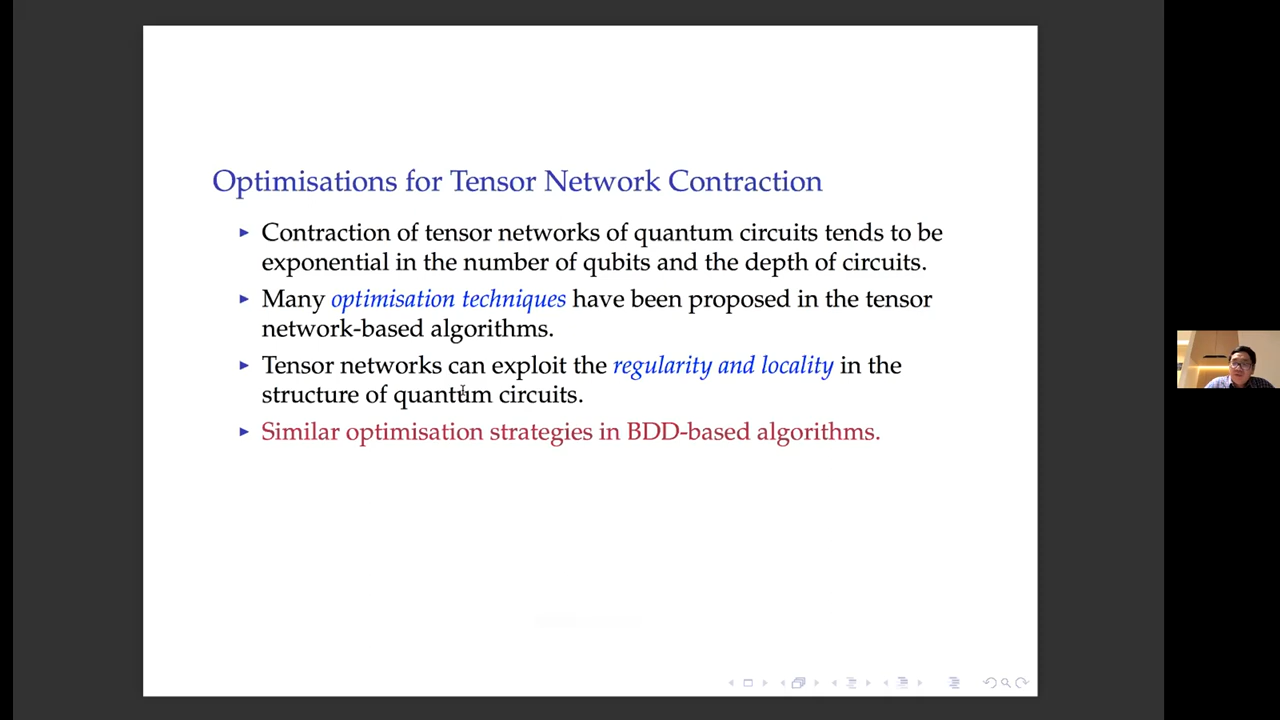 Optimisations for Tensor Network Contraction
Contraction of tensor networks of quantum circuits tends to be
exponential in the number of qubits and the depth of circuits.
Many optimisation techniques have been proposed in the tensor
network-based algorithms.
Tensor networks can exploit the regularity and locality in the
structure of quantum circuits.
Similar optimisation strategies in BDD-based algorithms.